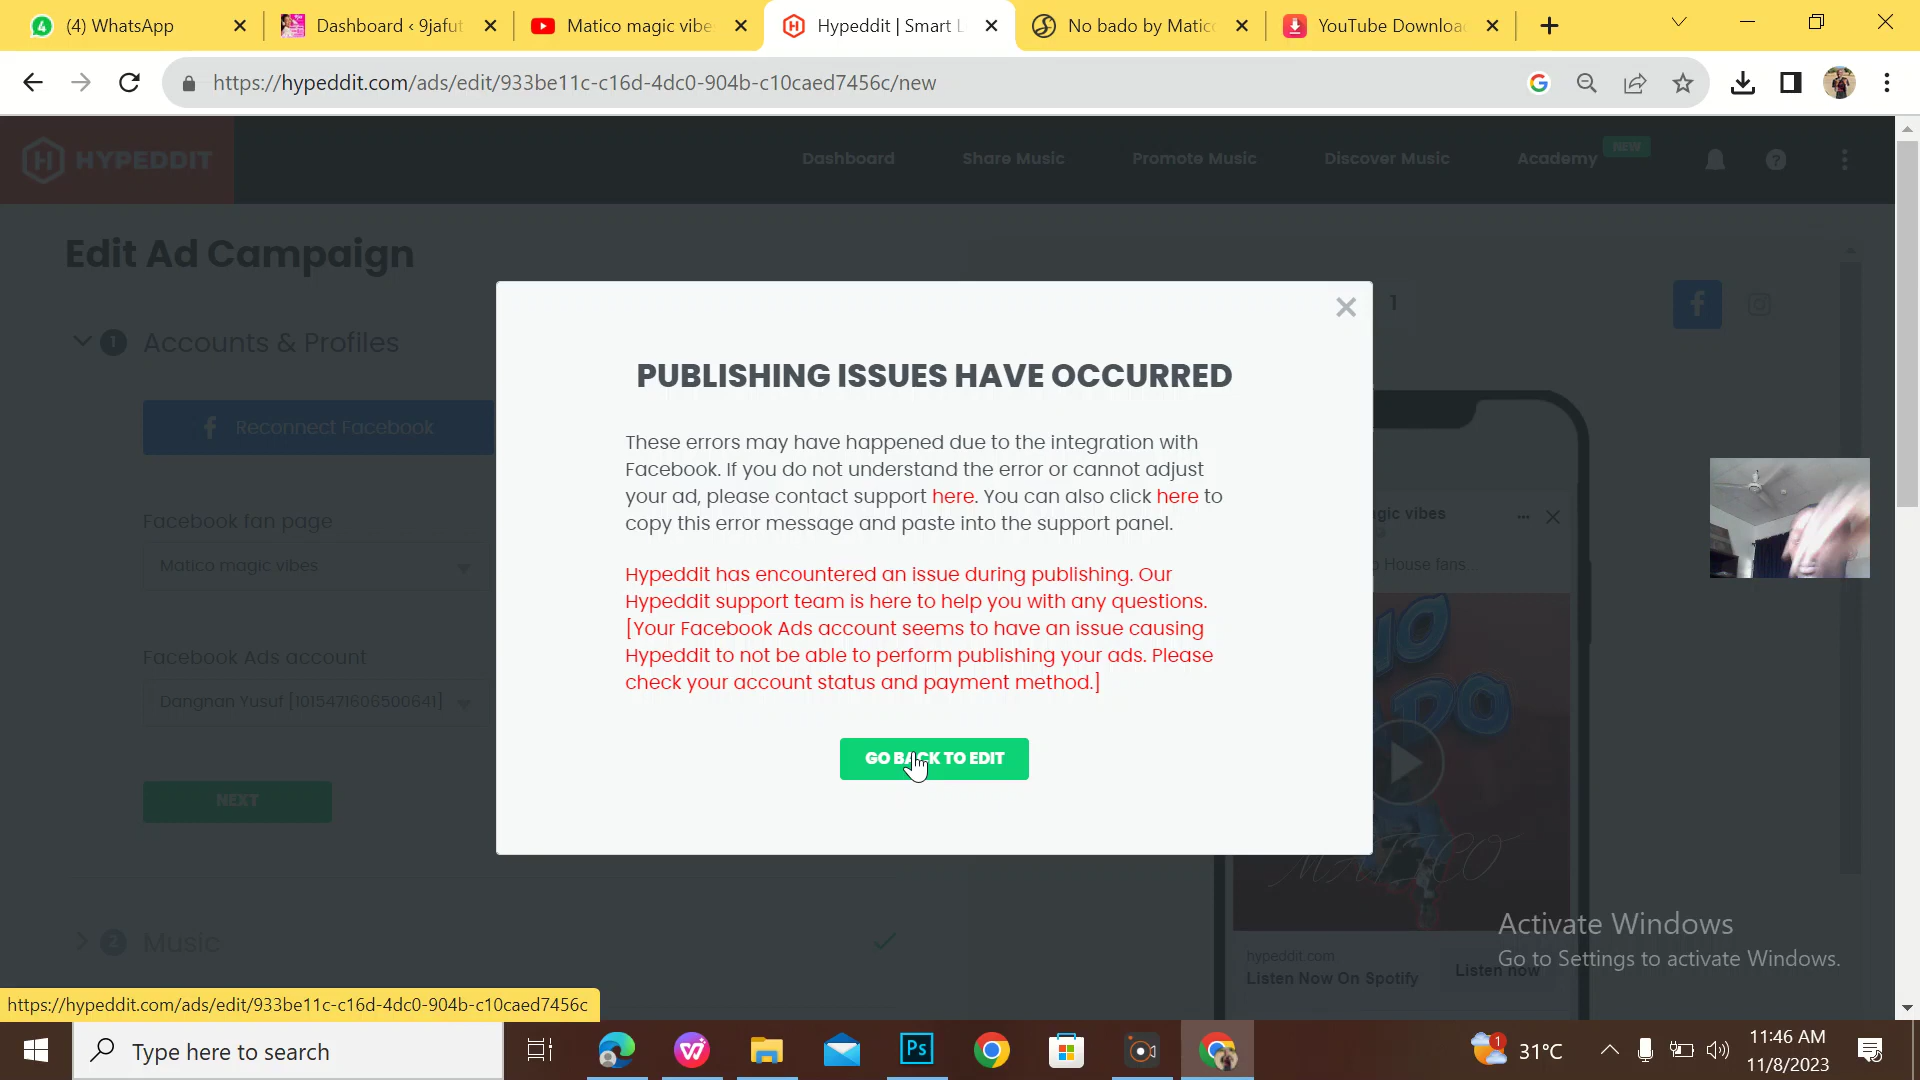 (4) WhatsApp
Dashboard ‹ 9jafut
Matico magic vibe
Hypeddit | Smart L
No bado by Matic
YouTube Downloa
https://hypeddit.com/ads/edit/933be11c-c16d-4dc0-904b-c10caed7456c/new
HYPEDDIT
Dashboard
Share Music
Promote Music
Discover Music
Academy
NEW
Edit Ad Campaign
1 Accounts & Profiles
Reconnect Facebook
Facebook fan page
Matico magic vibes
Facebook Ads account
Dangnan Yusuf [1015471606500641]
NEXT
2 Music
PUBLISHING ISSUES HAVE OCCURRED
These errors may have happened due to the integration with
Facebook. If you do not understand the error or cannot adjust
your ad, please contact support here. You can also click here to
copy this error message and paste into the support panel.
Hypeddit has encountered an issue during publishing. Our
Hypeddit support team is here to help you with any questions.
[Your Facebook Ads account seems to have an issue causing
Hypeddit to not be able to perform publishing your ads. Please
check your account status and payment method.]
GO BACK TO EDIT
1
gic vibes
House fans...
NO
ADO
MATICO
hypeddit.com
Listen Now On Spotify
Listen now
Activate Windows
Go to Settings to activate Windows.
https://hypeddit.com/ads/edit/933be11c-c16d-4dc0-904b-c10caed7456c
Type here to search
Ps
1
31°C
11:46 AM
11/8/2023